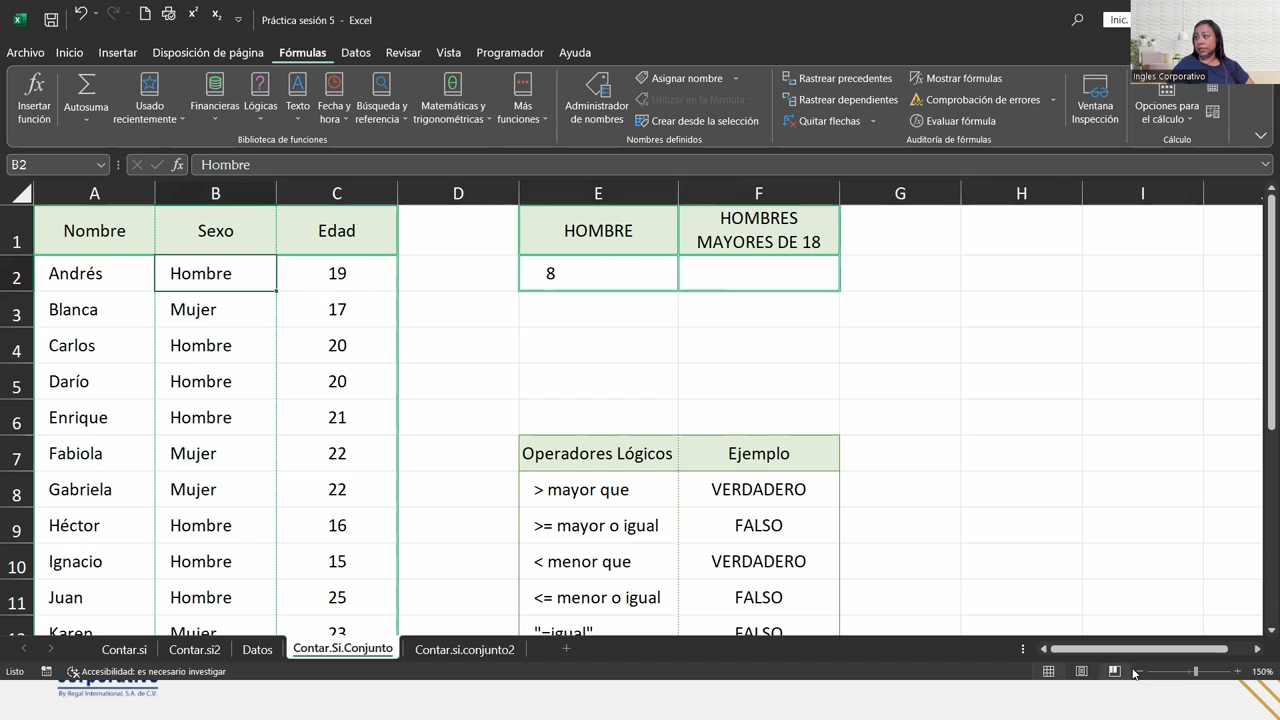 Práctica sesión 5 - Excel
Inic.
Archivo Inicio Insertar Disposición de página Fórmulas Datos Revisar Vista Programador Ayuda
Ingles Corporativo
Insertar función
Autosuma
Usado recientemente
Financieras
Lógicas
Texto
Fecha y hora
Búsqueda y referencia
Matemáticas y trigonométricas
Más funciones
Biblioteca de funciones
Administrador de nombres
Asignar nombre
Utilizar en la fórmula
Crear desde la selección
Nombres definidos
Rastrear precedentes
Rastrear dependientes
Quitar flechas
Mostrar fórmulas
Comprobación de errores
Evaluar fórmula
Auditoría de fórmulas
Ventana Inspección
Opciones para el cálculo
Cálculo
B2 fx Hombre
A B C D E F G H I
1 Nombre Sexo Edad HOMBRE HOMBRES MAYORES DE 18
2 Andrés Hombre 19 8
3 Blanca Mujer 17
4 Carlos Hombre 20
5 Darío Hombre 20
6 Enrique Hombre 21
7 Fabiola Mujer 22 Operadores Lógicos Ejemplo
8 Gabriela Mujer 22 > mayor que VERDADERO
9 Héctor Hombre 16 >= mayor o igual FALSO
10 Ignacio Hombre 15 < menor que VERDADERO
11 Juan Hombre 25 <= menor o igual FALSO
Karen Mujer 23 "=igual" FALSO
Contar.si Contar.si2 Datos Contar.Si.Conjunto Contar.si.conjunto2
Listo Accesibilidad: es necesario investigar 150%
By Regal International, S.A. de C.V.